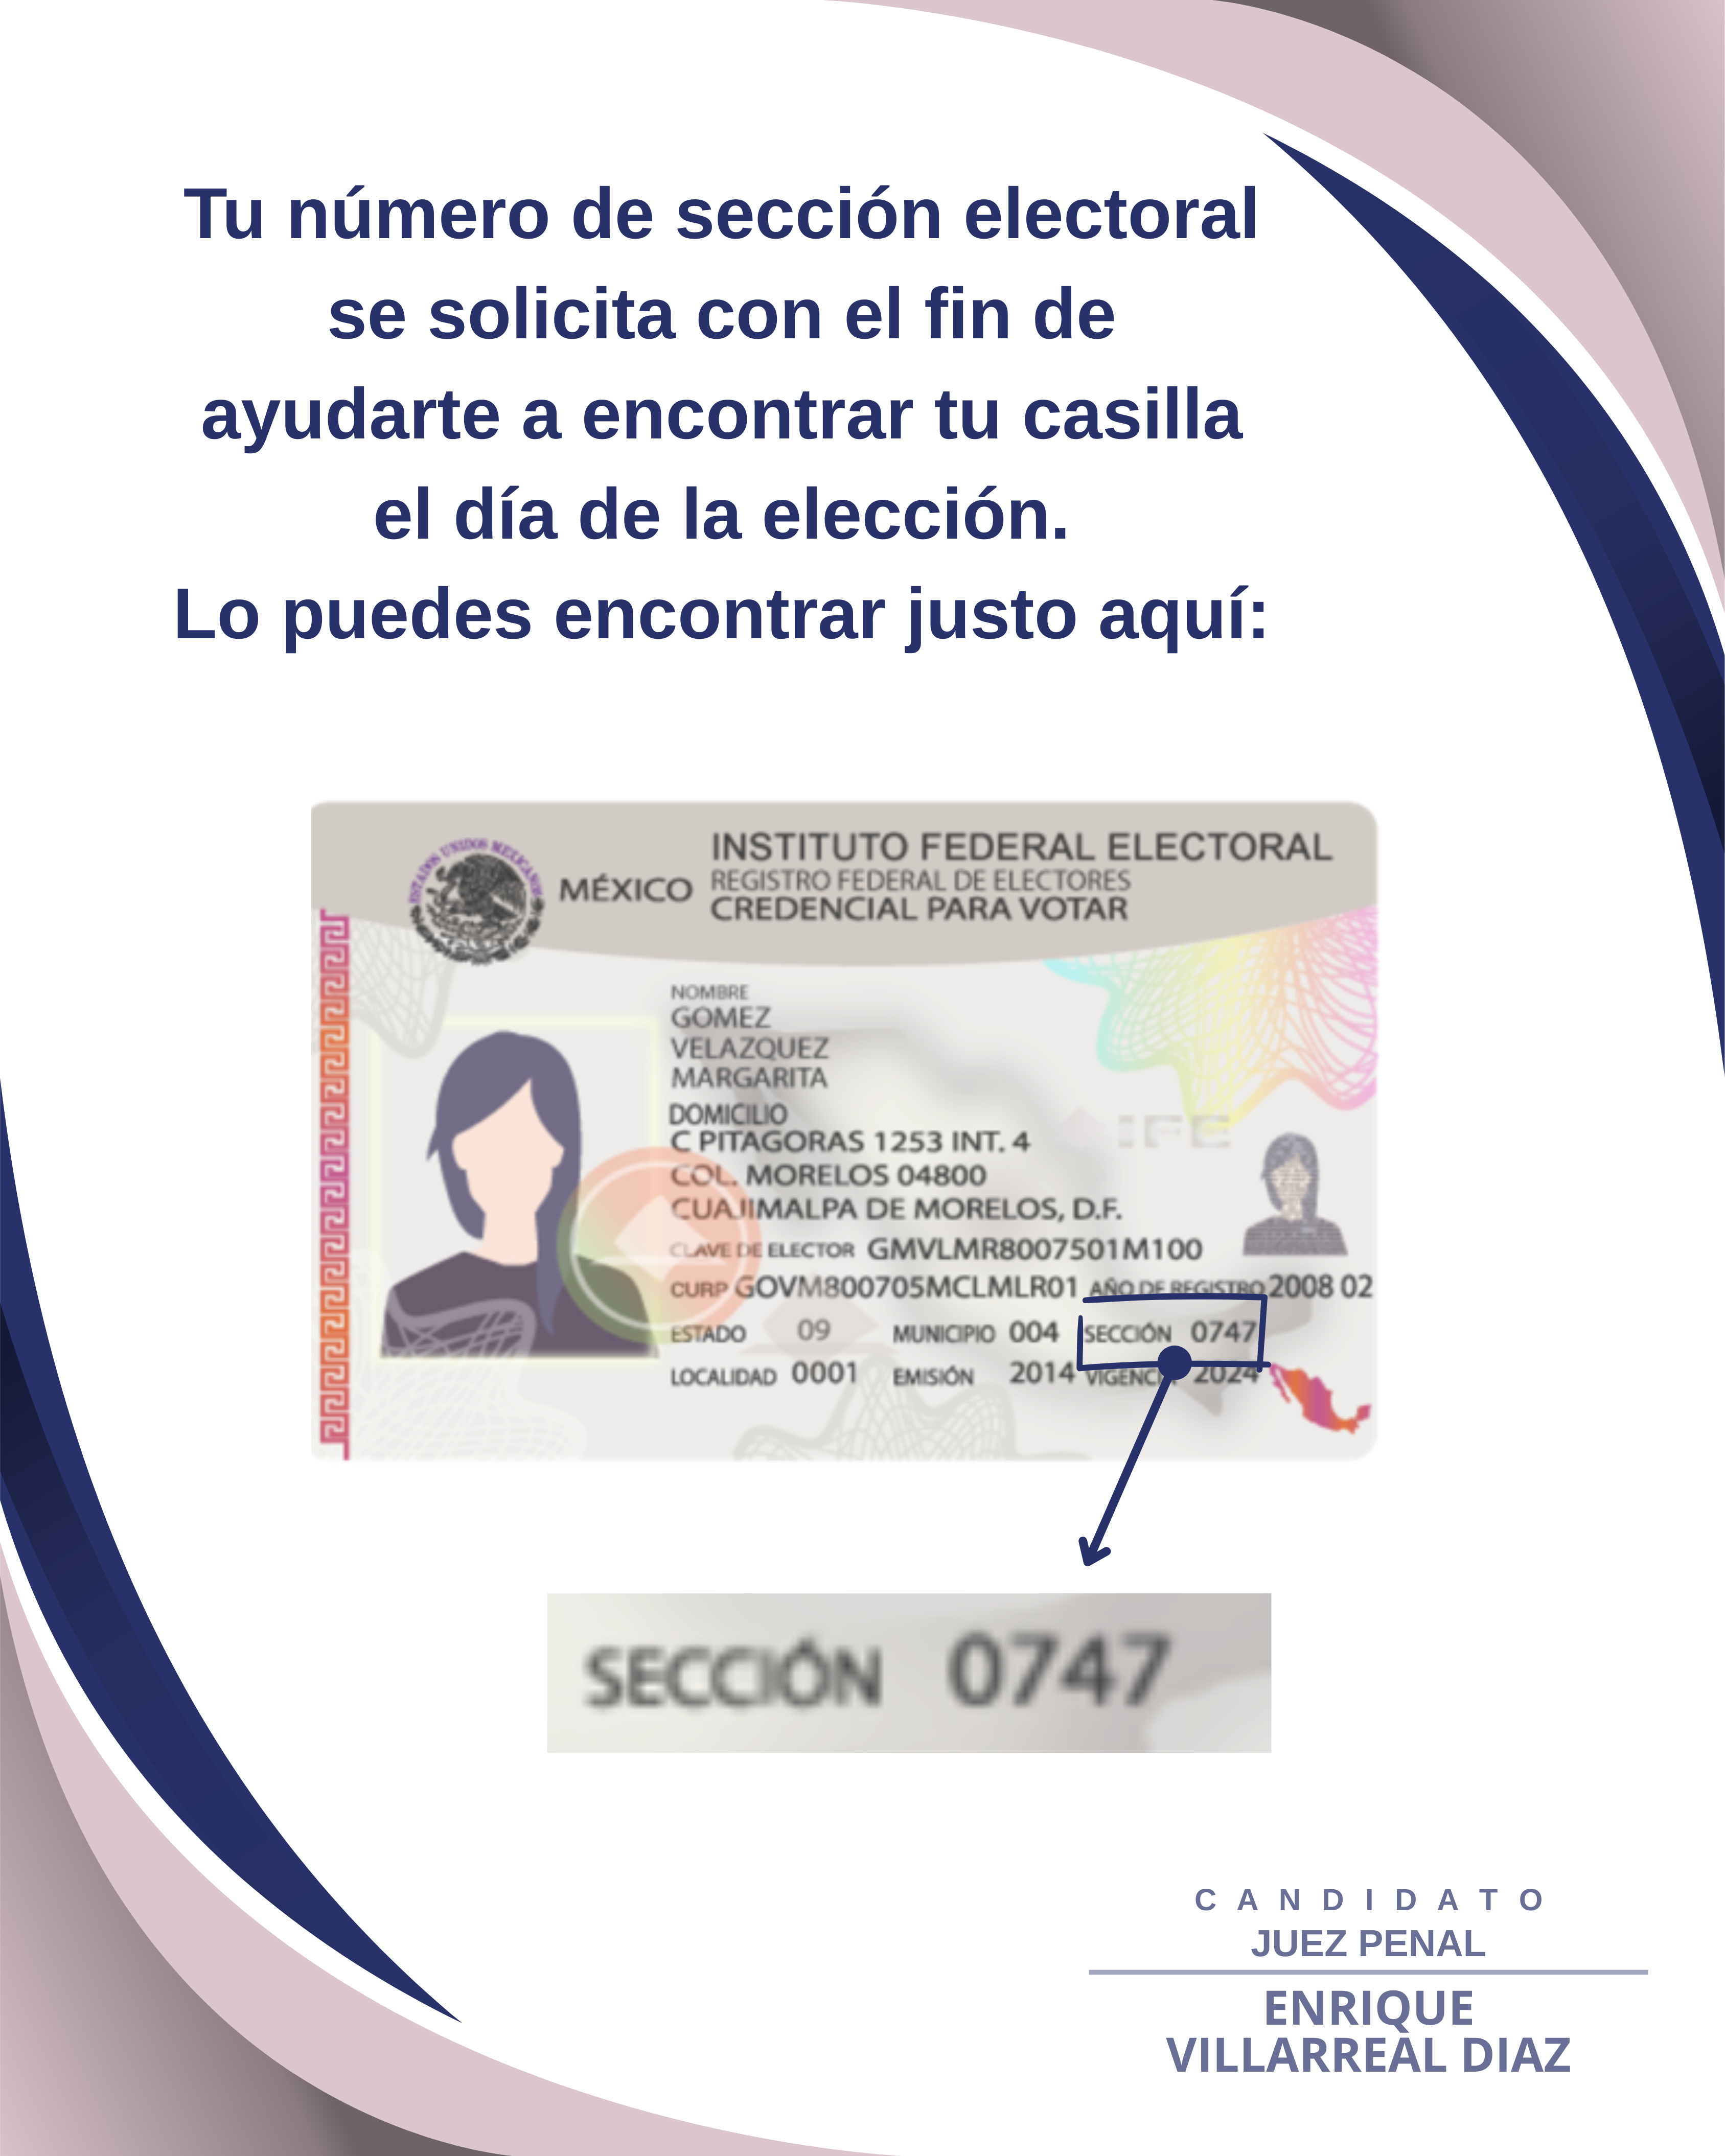 Tu número de sección electoral
se solicita con el fin de
ayudarte a encontrar tu casilla
el día de la elección.
Lo puedes encontrar justo aquí:
ESTADOS UNIDOS MEXICANOS
MÉXICO
INSTITUTO FEDERAL ELECTORAL
REGISTRO FEDERAL DE ELECTORES
CREDENCIAL PARA VOTAR
NOMBRE
GOMEZ
VELAZQUEZ
MARGARITA
DOMICILIO
C PITAGORAS 1253 INT. 4
COL. MORELOS 04800
CUAJIMALPA DE MORELOS, D.F.
IFE
CLAVE DE ELECTOR GMVLMR8007501M100
CURP GOVM800705MCLMLR01 AÑO DE REGISTRO 2008 02
ESTADO 09 MUNICIPIO 004 SECCIÓN 0747
LOCALIDAD 0001 EMISIÓN 2014 VIGENCIA 2024
SECCIÓN 0747
CANDIDATO
JUEZ PENAL
ENRIQUE
VILLARREAL DIAZ